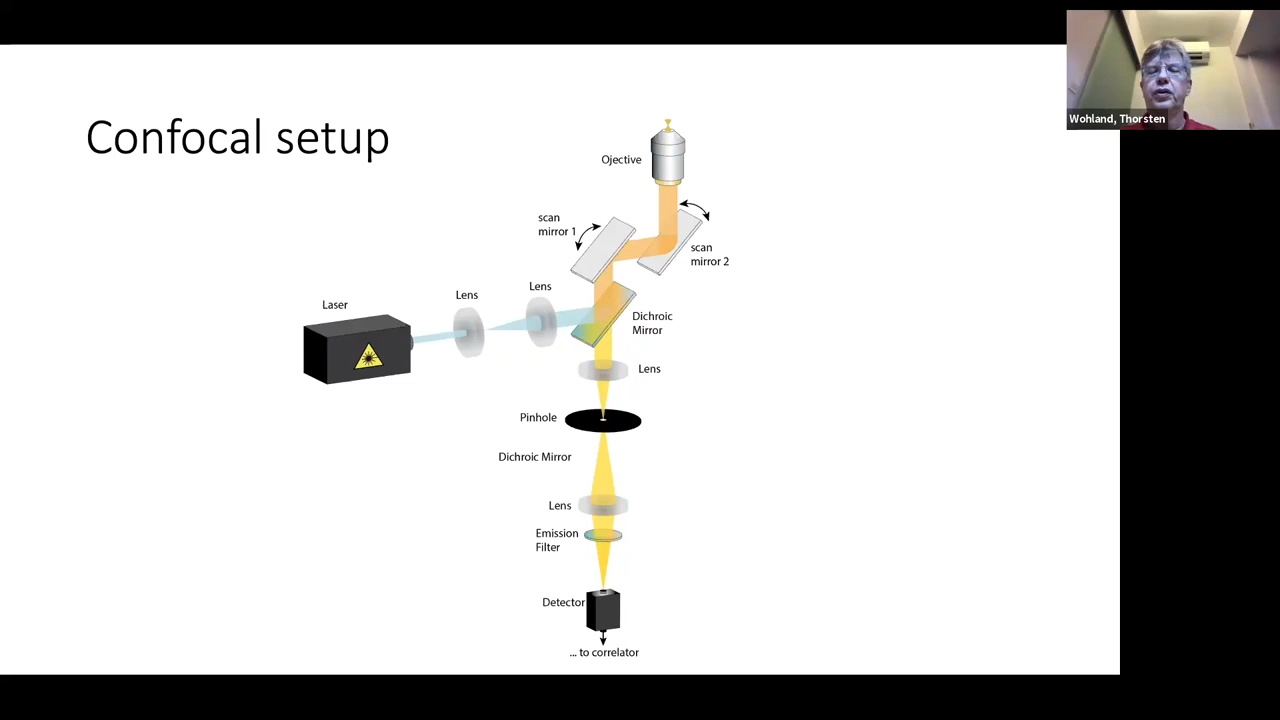 Wohland, Thorsten
Confocal setup
Ojective
scan
mirror 1
scan
mirror 2
Laser
Lens
Lens
Dichroic
Mirror
Lens
Pinhole
Dichroic Mirror
Lens
Emission
Filter
Detector
... to correlator